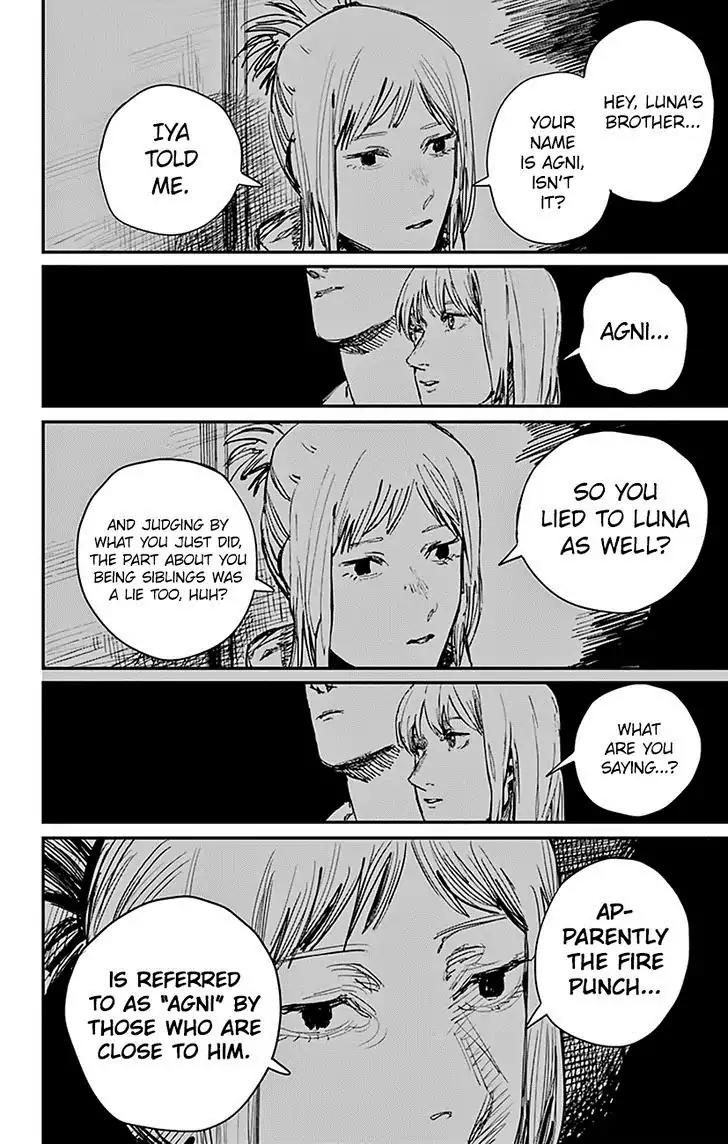 HEY, LUNA'S
BROTHER...
YOUR
NAME
IS AGNI,
ISN'T
IT?
IYA
TOLD
ME.
AGNI...
SO YOU
LIED TO LUNA
AS WELL?
AND JUDGING BY
WHAT YOU JUST DID,
THE PART ABOUT YOU
BEING SIBLINGS WAS
A LIE TOO, HUH?
WHAT
ARE YOU
SAYING...?
AP-
PARENTLY
THE FIRE
PUNCH...
IS REFERRED
TO AS "AGNI" BY
THOSE WHO ARE
CLOSE TO HIM.